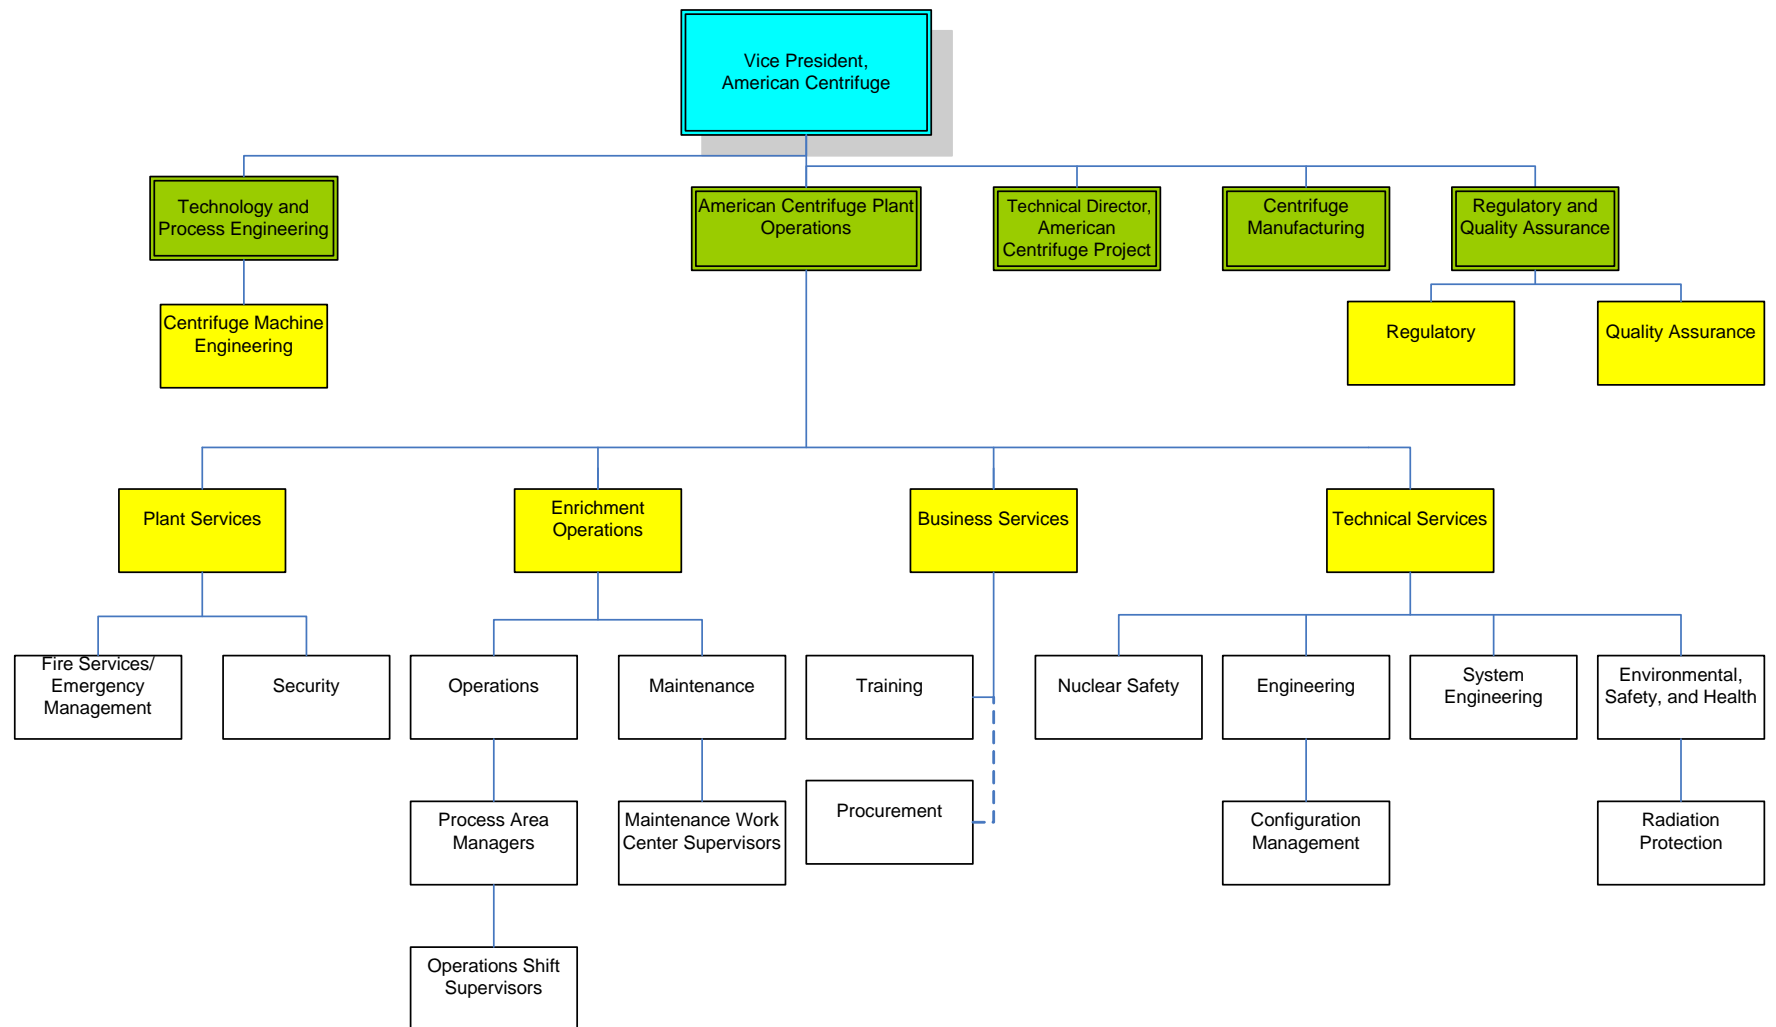 Vice President,
American Centrifuge
Technology and
Process Engineering
American Centrifuge Plant
Operations
Technical Director,
American
Centrifuge Project
Centrifuge
Manufacturing
Regulatory and
Quality Assurance
Centrifuge Machine
Engineering
Regulatory
Quality Assurance
Plant Services
Enrichment
Operations
Business Services
Technical Services
Fire Services/
Emergency
Management
Security
Operations
Maintenance
Training
Nuclear Safety
Engineering
System
Engineering
Environmental,
Safety, and Health
Process Area
Managers
Maintenance Work
Center Supervisors
Procurement
Configuration
Management
Radiation
Protection
Operations Shift
Supervisors